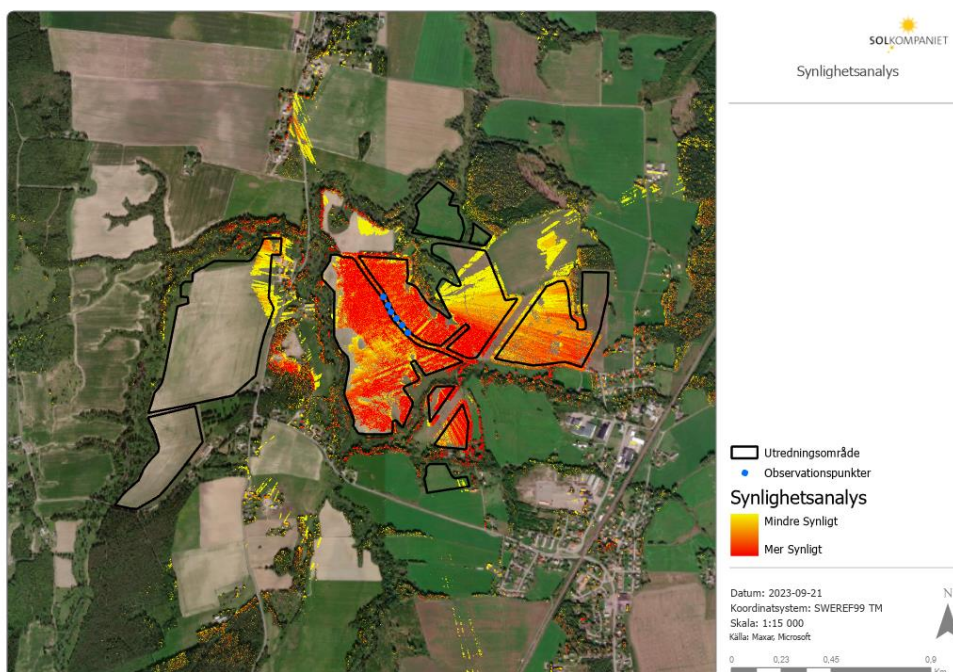 SOLKOMPANIET
Synlighetsanalys
Utredningsområde
Observationspunkter
Synlighetsanalys
Mindre Synligt
Mer Synligt
Datum: 2023-09-21
Koordinatsystem: SWEREF99 TM
Skala: 1:15 000
Källa: Maxar, Microsoft
N
0 0,23 0,45 0,9
Km